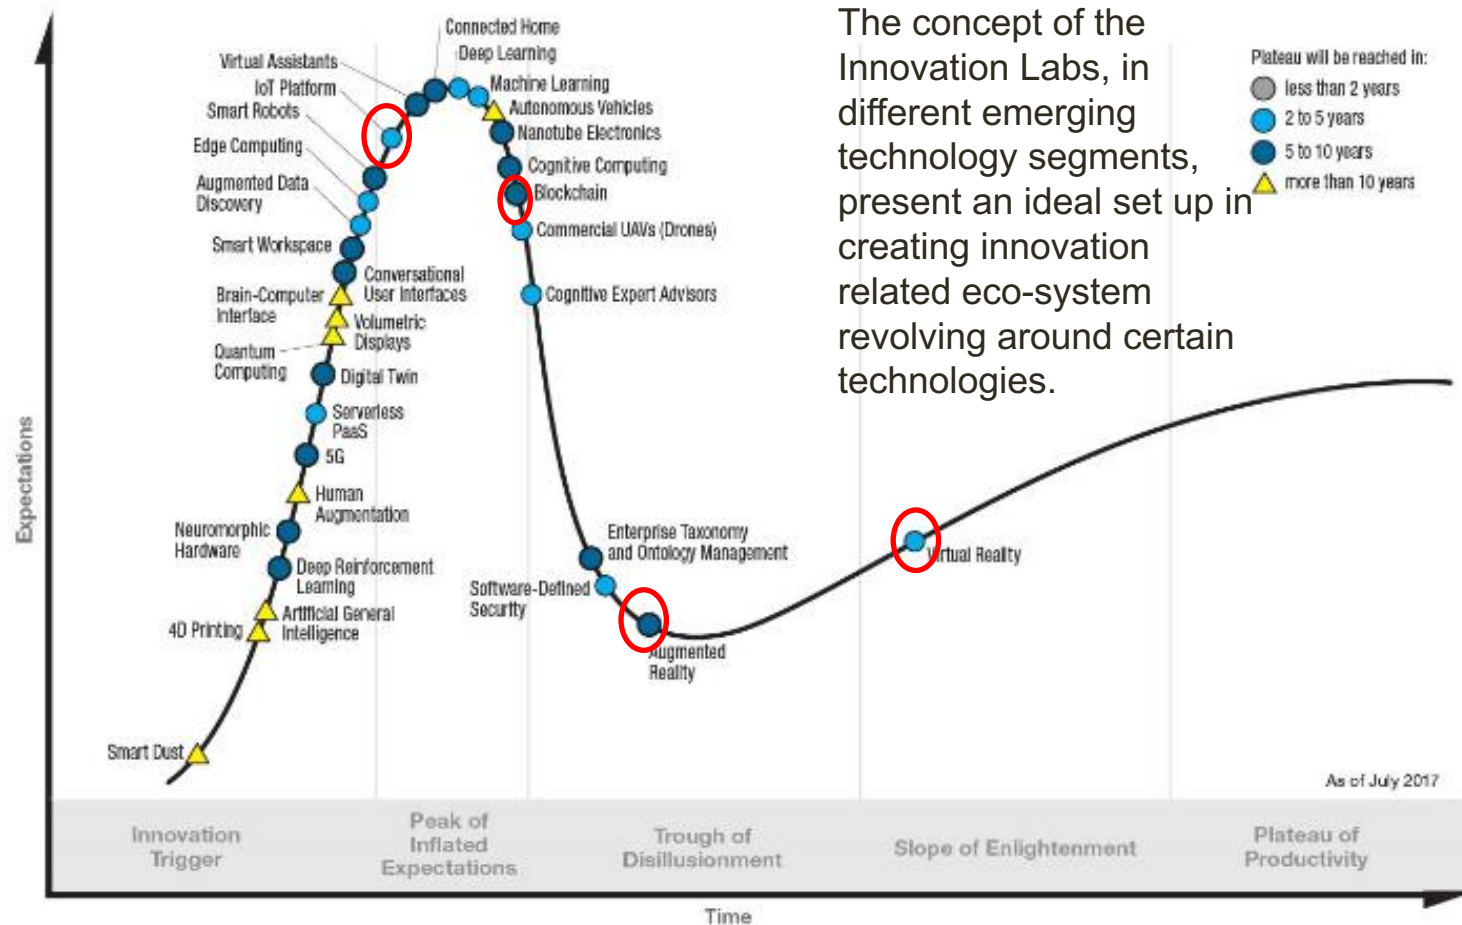 The concept of the
Innovation Labs, in
different emerging
technology segments,
present an ideal set up in
creating innovation
related eco-system
revolving around certain
technologies.
Plateau will be reached in:
less than 2 years
2 to 5 years
5 to 10 years
more than 10 years
Connected Home
Deep Learning
Virtual Assistants
Machine Learning
IoT Platform
Autonomous Vehicles
Smart Robots
Nanotube Electronics
Edge Computing
Cognitive Computing
Augmented Data
Discovery
Blockchain
Commercial UAVs (Drones)
Smart Workspace
Conversational
User Interfaces
Brain-Computer
Interface
Cognitive Expert Advisors
Volumetric
Displays
Quantum
Computing
Digital Twin
Serverless
PaaS
5G
Human
Augmentation
Neuromorphic
Hardware
Deep Reinforcement
Learning
Artificial General
Intelligence
4D Printing
Smart Dust
Enterprise Taxonomy
and Ontology Management
Software-Defined
Security
Augmented
Reality
Virtual Reality
As of July 2017
Expectations
Innovation
Trigger
Peak of
Inflated
Expectations
Trough of
Disillusionment
Slope of Enlightenment
Plateau of
Productivity
Time